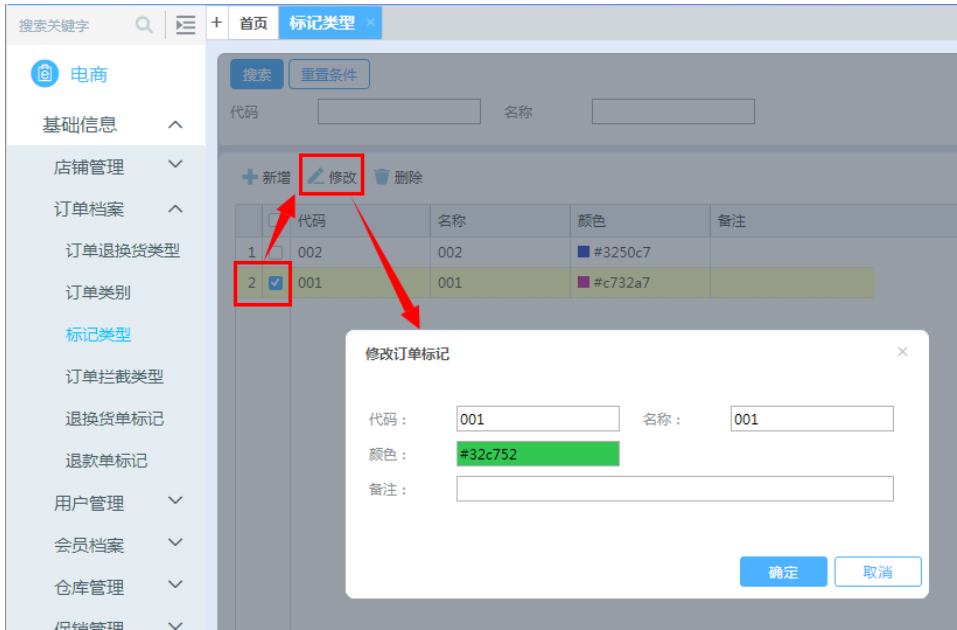 搜索关键字
+ 首页 标记类型 ×
电商
基础信息
店铺管理
订单档案
订单退换货类型
订单类别
标记类型
订单拦截类型
退换货单标记
退款单标记
用户管理
会员档案
仓库管理
促销管理
搜索 重置条件
代码 名称
新增 修改 删除
代码 名称 颜色 备注
1 002 002 #3250c7
2 001 001 #c732a7
修改订单标记 ×
代码： 001 名称： 001
颜色： #32c752
备注：
确定 取消